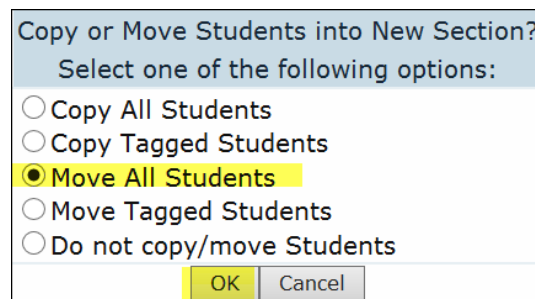 Copy or Move Students into New Section?
Select one of the following options:
Copy All Students
Copy Tagged Students
Move All Students
Move Tagged Students
Do not copy/move Students
OK Cancel